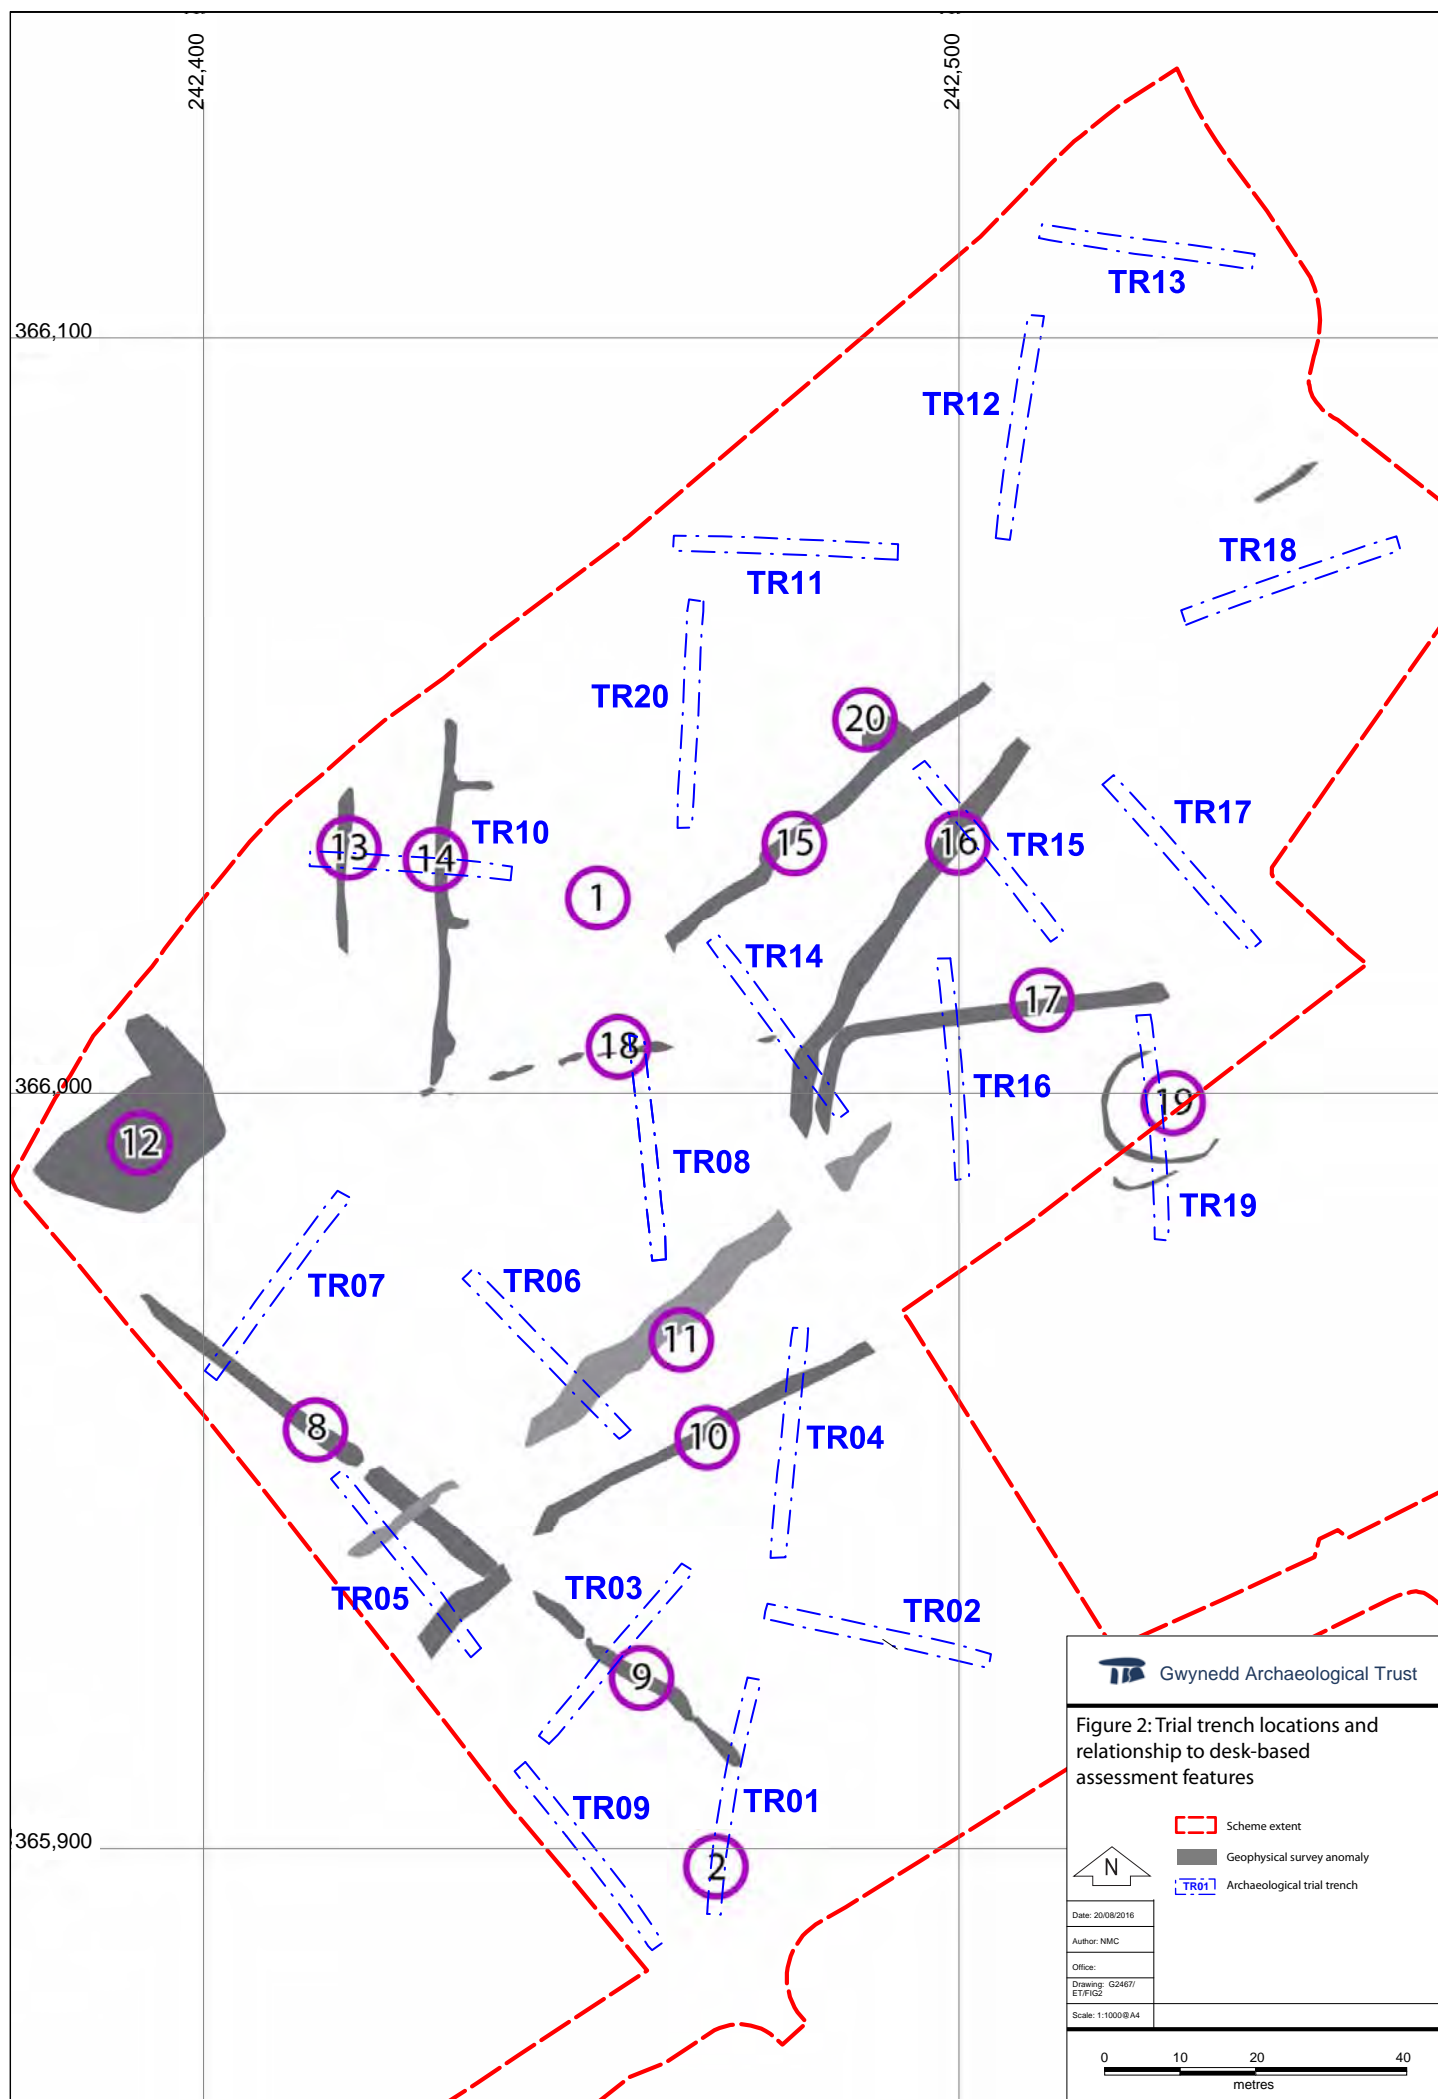 242,400
242,500
TR13
366,100
TR12
TR18
TR11
TR20
20
TR17
13
14
TR10
15
16
TR15
1
TR14
17
18
366,000
TR16
19
12
TR08
TR19
TR07
TR06
11
8
10
TR04
TR05
TR03
TR02
9
TR01
TR09
365,900
2
Gwynedd Archaeological Trust
Figure 2: Trial trench locations and
relationship to desk-based
assessment features
Scheme extent
N
Geophysical survey anomaly
TR01
Archaeological trial trench
Date: 20/08/2016
Author: NMC
Office:
Drawing: G2467/
ET/FIG2
Scale: 1:1000@A4
0 10 20 40
metres